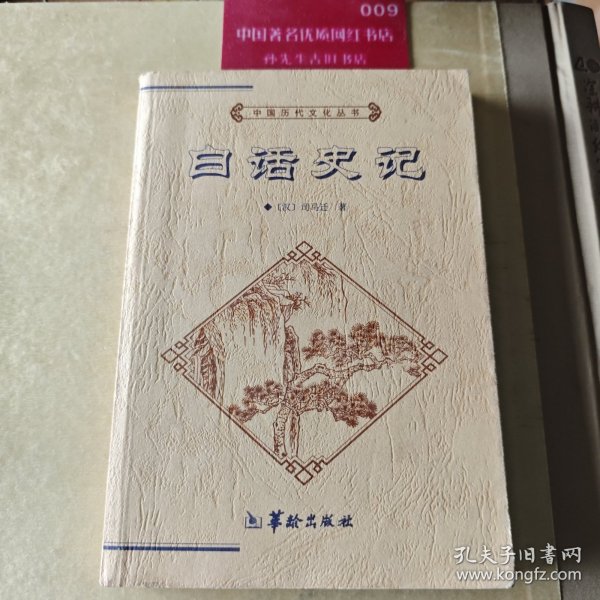 009
中国著名优质网红书店
孙先生古旧书店
中国历代文化丛书
白话史记
◆〔汉〕司马迁/著
华龄出版社
孔夫子旧书网
www.kongfz.com